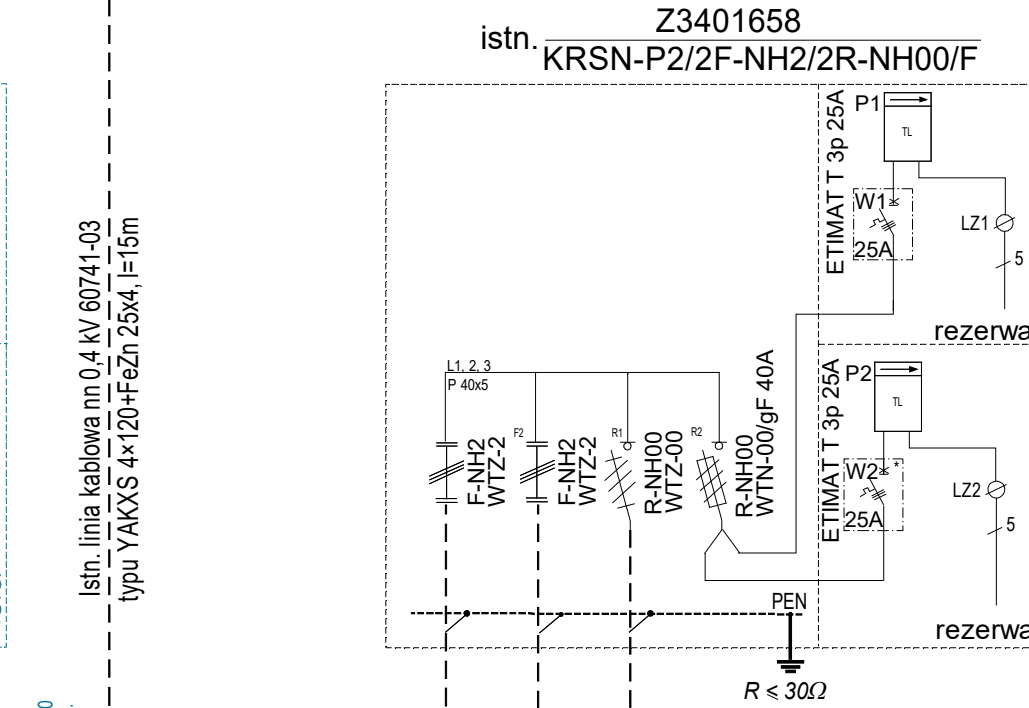 istn. Z3401658
KRSN-P2/2F-NH2/2R-NH00/F
Istn. linia kablowa nn 0,4 kV 60741-03
typu YAKXS 4×120+FeZn 25x4, l=15m
ETIMAT T 3p 25A
P1
TL
W1
25A
LZ1
5
rezerwa
L1, 2, 3
P 40x5
F-NH2
WTZ-2
F2
F-NH2
WTZ-2
R1
R-NH00
WTZ-00
R2
R-NH00
WTN-00/gF 40A
ETIMAT T 3p 25A
P2
TL
W2 *
25A
LZ2
5
rezerwa
PEN
R ⩽ 30Ω